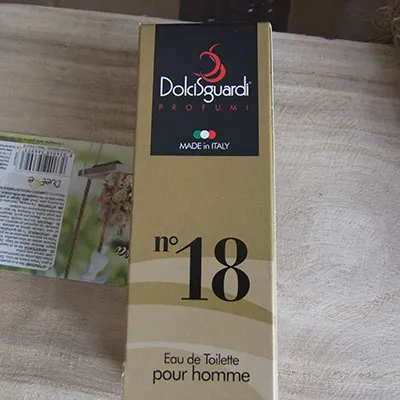 DolciSguardi
PROFUMI
MADE in ITALY
n° 18
Eau de Toilette
pour homme